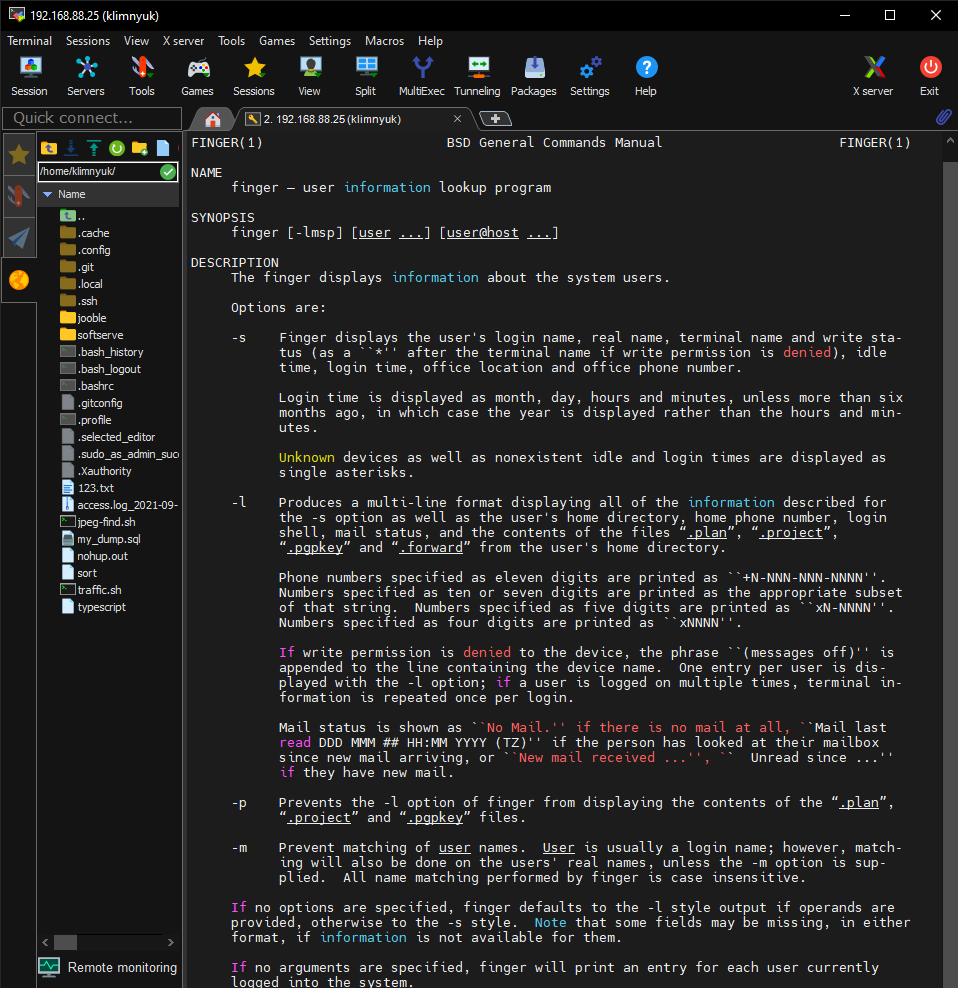 192.168.88.25 (klimnyuk)
Terminal Sessions View X server Tools Games Settings Macros Help
Session Servers Tools Games Sessions View Split MultiExec Tunneling Packages Settings Help X server Exit
Quick connect...
2. 192.168.88.25 (klimnyuk)
/home/klimnyuk/
Name
..
.cache
.config
.git
.local
.ssh
jooble
softserve
.bash_history
.bash_logout
.bashrc
.gitconfig
.profile
.selected_editor
.sudo_as_admin_succ
.Xauthority
123.txt
access.log_2021-09-
jpeg-find.sh
my_dump.sql
nohup.out
sort
traffic.sh
typescript
Remote monitoring
FINGER(1) BSD General Commands Manual FINGER(1)
NAME
finger — user information lookup program
SYNOPSIS
finger [-lmsp] [user ...] [user@host ...]
DESCRIPTION
The finger displays information about the system users.
Options are:
-s Finger displays the user's login name, real name, terminal name and write sta-
tus (as a ``*'' after the terminal name if write permission is denied), idle
time, login time, office location and office phone number.
Login time is displayed as month, day, hours and minutes, unless more than six
months ago, in which case the year is displayed rather than the hours and min-
utes.
Unknown devices as well as nonexistent idle and login times are displayed as
single asterisks.
-l Produces a multi-line format displaying all of the information described for
the -s option as well as the user's home directory, home phone number, login
shell, mail status, and the contents of the files “.plan”, “.project”,
“.pgpkey” and “.forward” from the user's home directory.
Phone numbers specified as eleven digits are printed as ``+N-NNN-NNN-NNNN''.
Numbers specified as ten or seven digits are printed as the appropriate subset
of that string.  Numbers specified as five digits are printed as ``xN-NNNN''.
Numbers specified as four digits are printed as ``xNNNN''.
If write permission is denied to the device, the phrase ``(messages off)'' is
appended to the line containing the device name.  One entry per user is dis-
played with the -l option; if a user is logged on multiple times, terminal in-
formation is repeated once per login.
Mail status is shown as ``No Mail.'' if there is no mail at all, ``Mail last
read DDD MMM ## HH:MM YYYY (TZ)'' if the person has looked at their mailbox
since new mail arriving, or ``New mail received ...'', ``  Unread since ...''
if they have new mail.
-p Prevents the -l option of finger from displaying the contents of the “.plan”,
“.project” and “.pgpkey” files.
-m Prevent matching of user names.  User is usually a login name; however, match-
ing will also be done on the users' real names, unless the -m option is sup-
plied.  All name matching performed by finger is case insensitive.
If no options are specified, finger defaults to the -l style output if operands are
provided, otherwise to the -s style.  Note that some fields may be missing, in either
format, if information is not available for them.
If no arguments are specified, finger will print an entry for each user currently
logged into the system.